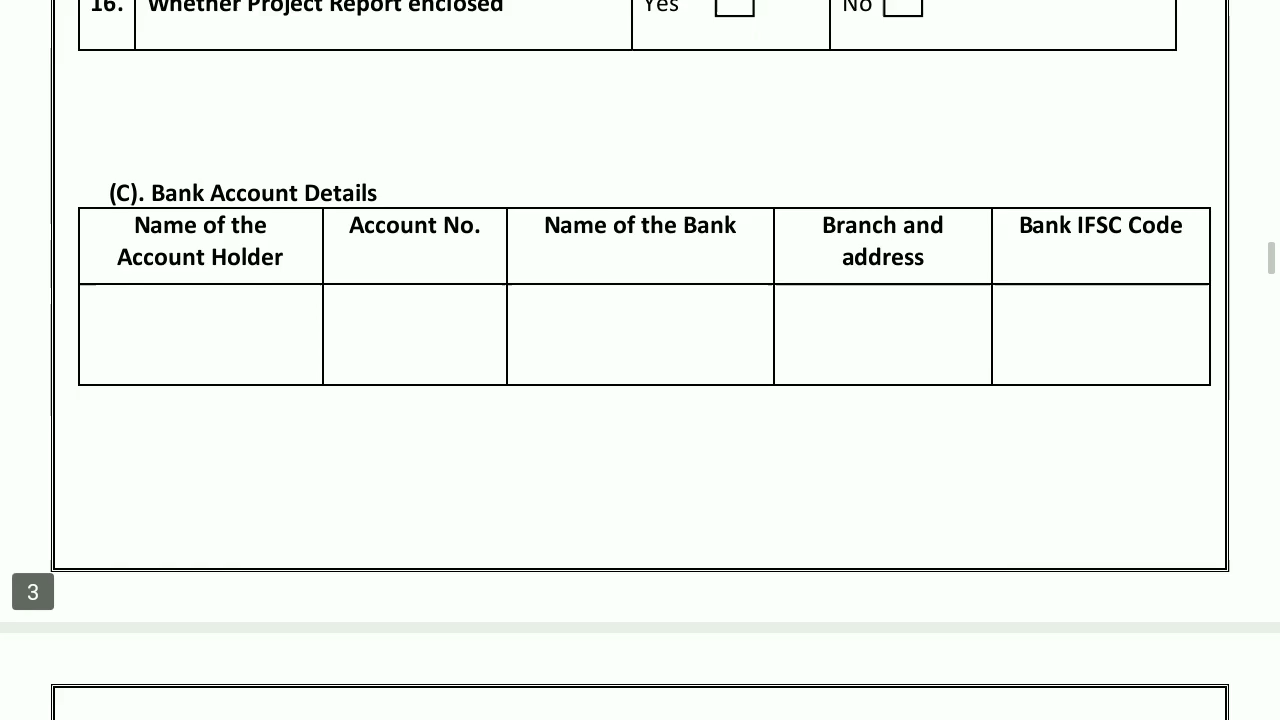 16. Whether Project Report enclosed Yes No
(C). Bank Account Details
Name of the Account Holder Account No. Name of the Bank Branch and address Bank IFSC Code
3